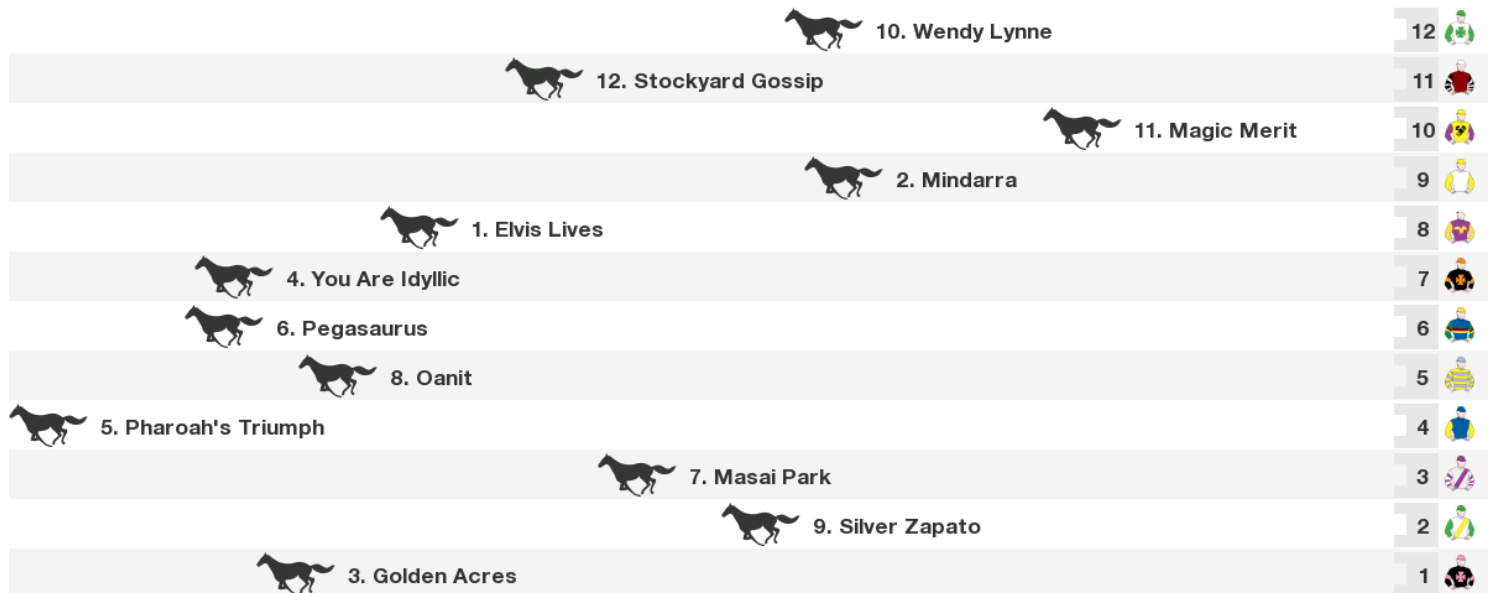 10. Wendy Lynne 12
12. Stockyard Gossip 11
11. Magic Merit 10
2. Mindarra 9
1. Elvis Lives 8
4. You Are Idyllic 7
6. Pegasaurus 6
8. Oanit 5
5. Pharoah's Triumph 4
7. Masai Park 3
9. Silver Zapato 2
3. Golden Acres 1